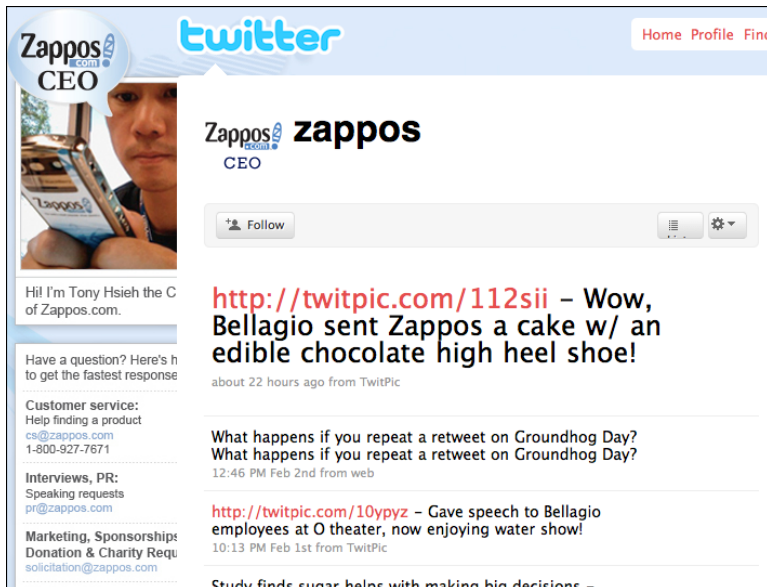 Zappos
.com
CEO
twitter
Home Profile Find
Zappos
.com
CEO
zappos
Zappos
Follow
Hi! I'm Tony Hsieh the C
of Zappos.com.
http://twitpic.com/112sii – Wow,
Bellagio sent Zappos a cake w/ an
edible chocolate high heel shoe!
about 22 hours ago from TwitPic
Have a question? Here's h
to get the fastest response
Customer service:
Help finding a product
cs@zappos.com
1-800-927-7671
Interviews, PR:
Speaking requests
pr@zappos.com
Marketing, Sponsorships
Donation & Charity Requ
solicitation@zappos.com
What happens if you repeat a retweet on Groundhog Day?
What happens if you repeat a retweet on Groundhog Day?
12:46 PM Feb 2nd from web
http://twitpic.com/10ypyz – Gave speech to Bellagio
employees at O theater, now enjoying water show!
10:13 PM Feb 1st from TwitPic
Study finds sugar helps with making big decisions –